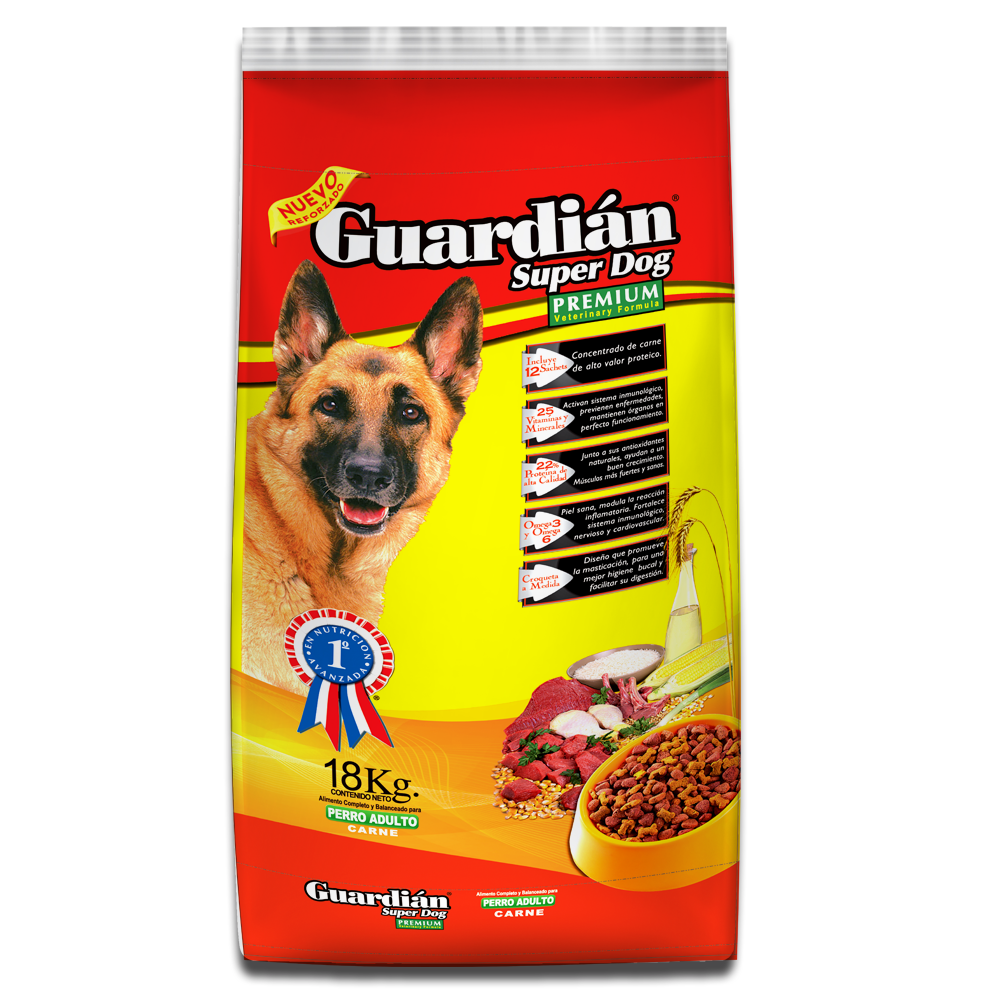 NUEVO
REFORZADO
Guardián®
Super Dog
PREMIUM
Veterinary Formula
Incluye
12 Sachets
Concentrado de carne
de alto valor proteico.
25
Vitaminas y
Minerales
Activan sistema inmunológico,
previenen enfermedades,
mantienen órganos en
perfecto funcionamiento.
22%
Proteína de
alta Calidad
Junto a sus antioxidantes
naturales, ayudan a un
buen crecimiento.
Músculos más fuertes y sanos.
Omega3
y Omega
6
Piel sana, modula la reacción
inflamatoria. Fortalece
sistema inmunológico,
nervioso y cardiovascular.
Croqueta
a Medida
Diseño que promueve
la masticación, para una
mejor higiene bucal y
facilitar su digestión.
EN NUTRICION
1º
AVANZADA
®
18Kg.
CONTENIDO NETO
Alimento Completo y Balanceado para
PERRO ADULTO
CARNE
Guardián®
Super Dog
PREMIUM
Veterinary Formula
Alimento Completo y Balanceado para
PERRO ADULTO
CARNE